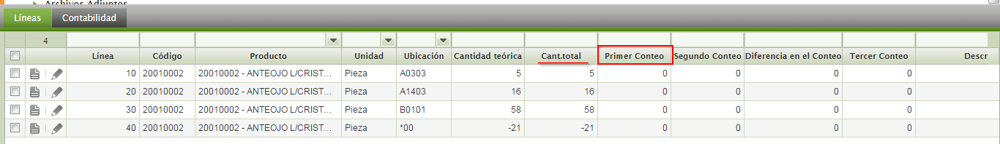 Archivos Adjuntos
Líneas Contabilidad
4
Línea Código Producto Unidad Ubicación Cantidad teórica Cant.total Primer Conteo Segundo Conteo Diferencia en el Conteo Tercer Conteo Descr
10 20010002 20010002 - ANTEOJO L/CRIST... Pieza A0303 5 5 0 0 0 0
20 20010002 20010002 - ANTEOJO L/CRIST... Pieza A1403 16 16 0 0 0 0
30 20010002 20010002 - ANTEOJO L/CRIST... Pieza B0101 58 58 0 0 0 0
40 20010002 20010002 - ANTEOJO L/CRIST... Pieza *00 -21 -21 0 0 0 0